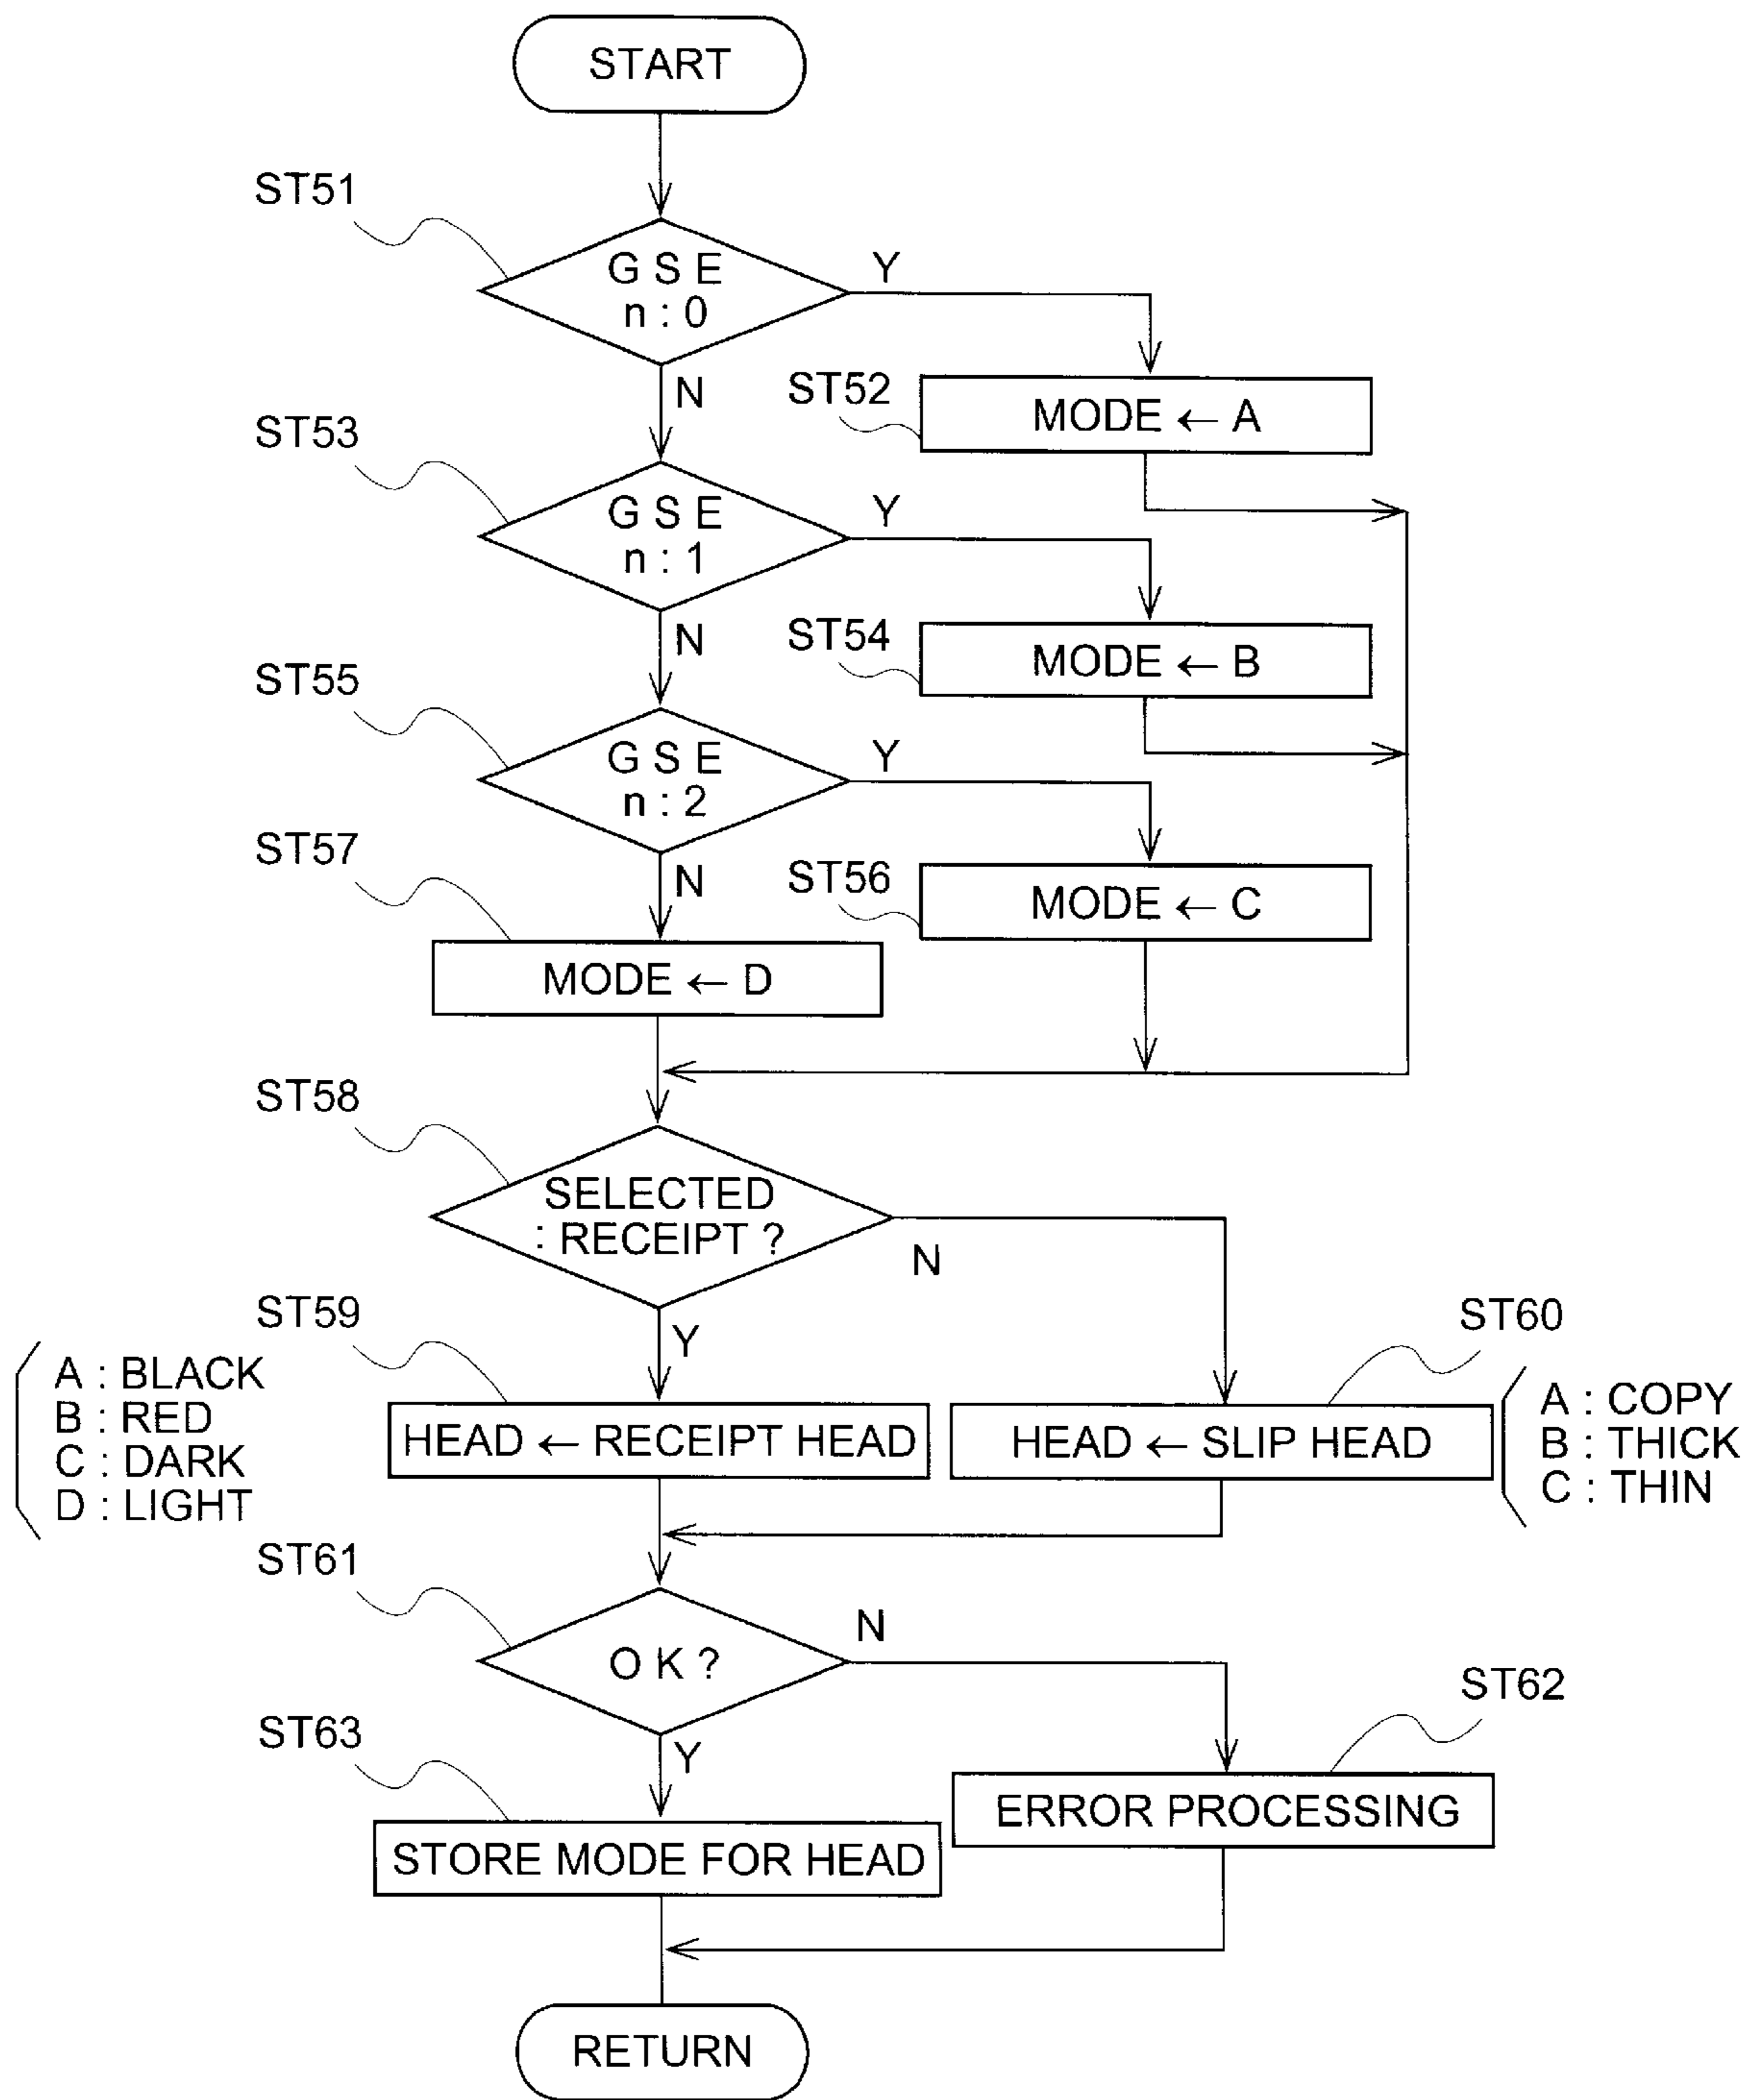 START
ST51
G S E
n : 0
Y
N
ST52
MODE ← A
ST53
G S E
n : 1
Y
N
ST54
MODE ← B
ST55
G S E
n : 2
Y
N
ST57
ST56
MODE ← C
MODE ← D
ST58
SELECTED
: RECEIPT ?
N
Y
ST59
ST60
A : BLACK
B : RED
C : DARK
D : LIGHT
HEAD ← RECEIPT HEAD
HEAD ← SLIP HEAD
A : COPY
B : THICK
C : THIN
ST61
O K ?
N
Y
ST62
ST63
ERROR PROCESSING
STORE MODE FOR HEAD
RETURN